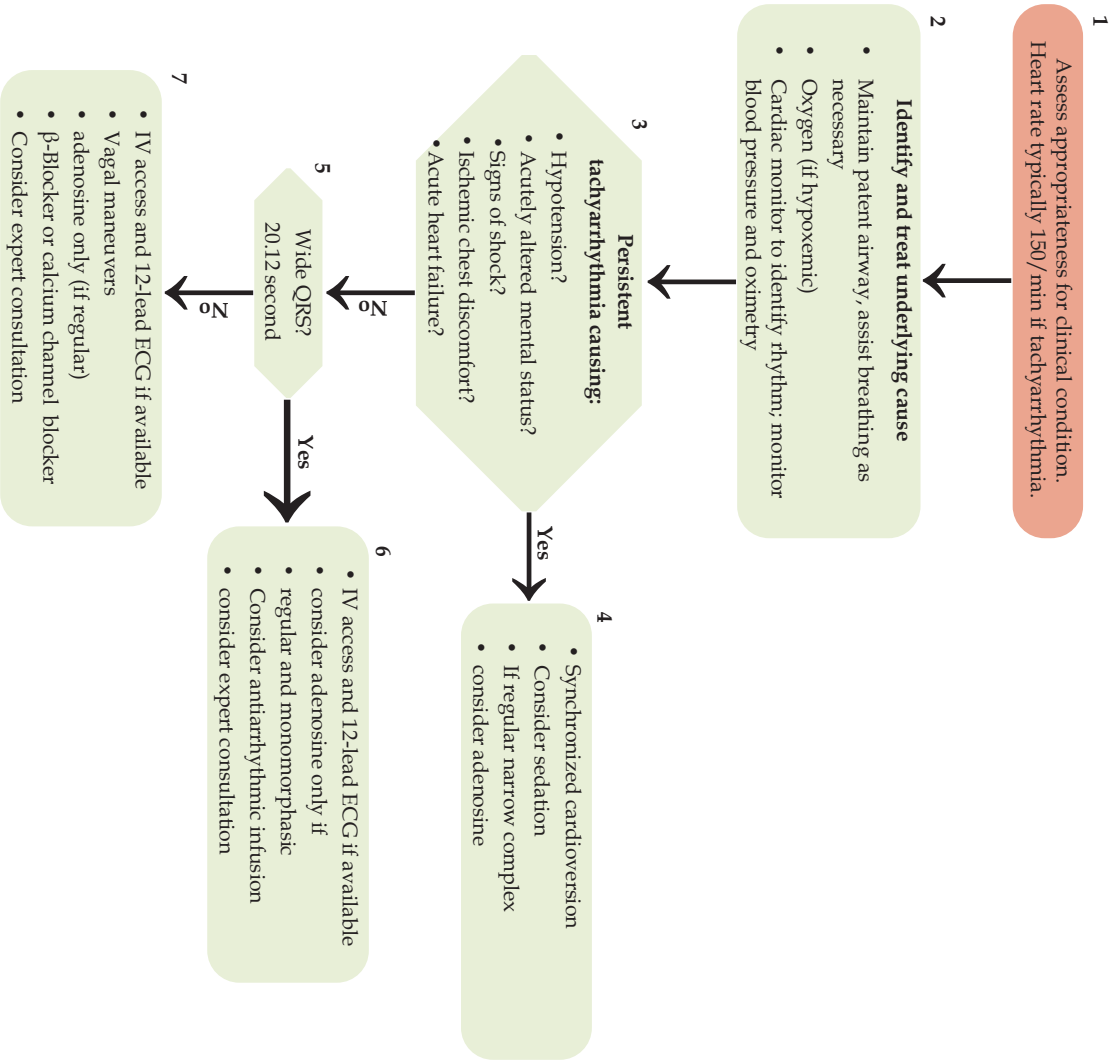 1
Assess appropriateness for clinical condition.
Heart rate typically 150/min if tachyarrhythmia.
2
Identify and treat underlying cause
• Maintain patent airway, assist breathing as
necessary
• Oxygen (if hypoxemic)
• Cardiac monitor to identify rhythm; monitor
blood pressure and oximetry
3
Persistent
tachyarrhythmia causing:
• Hypotension?
• Acutely altered mental status?
• Signs of shock?
• Ischemic chest discomfort?
• Acute heart failure?
Yes
4
• Synchronized cardioversion
• Consider sedation
• If regular narrow complex
• consider adenosine
No
5
Wide QRS?
20.12 second
Yes
6
• IV access and 12-lead ECG if available
• consider adenosine only if
• regular and monomorphasic
• Consider antiarrhythmic infusion
• consider expert consultation
No
7
• IV access and 12-lead ECG if available
• Vagal maneuvers
• adenosine only (if regular)
• β-Blocker or calcium channel blocker
• Consider expert consultation